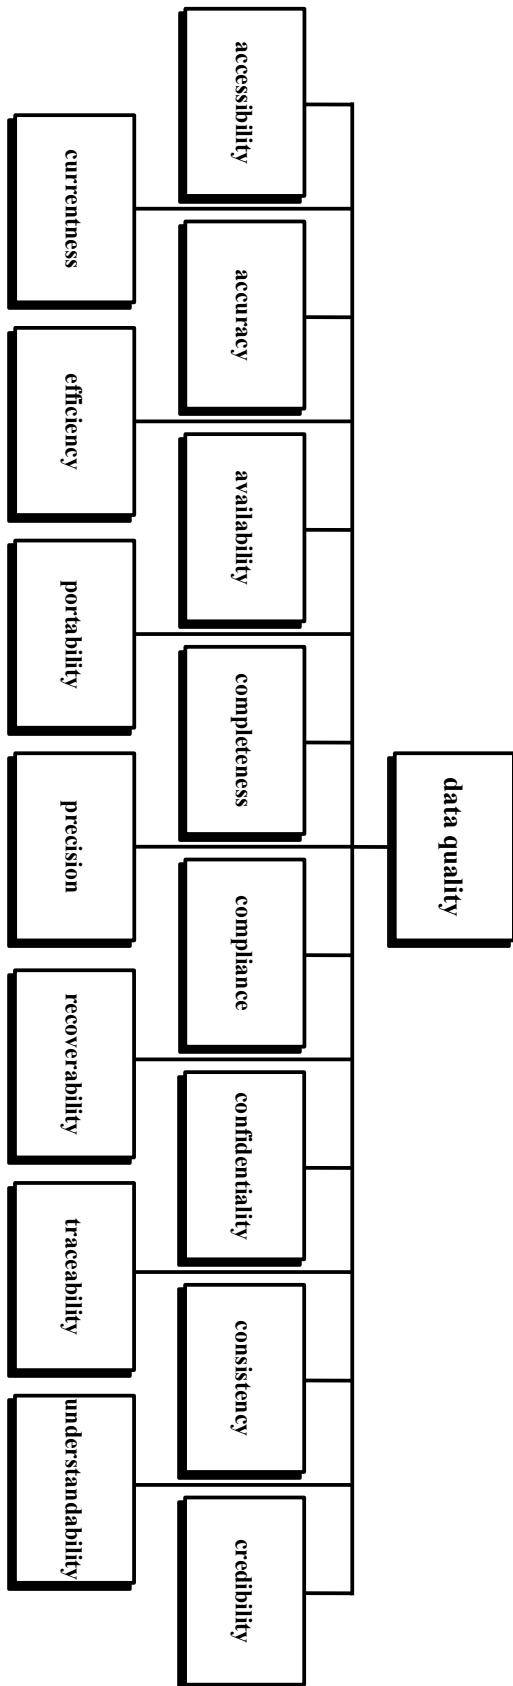 data quality
accessibility
accuracy
availability
completeness
compliance
confidentiality
consistency
credibility
currentness
efficiency
portability
precision
recoverability
traceability
understandability